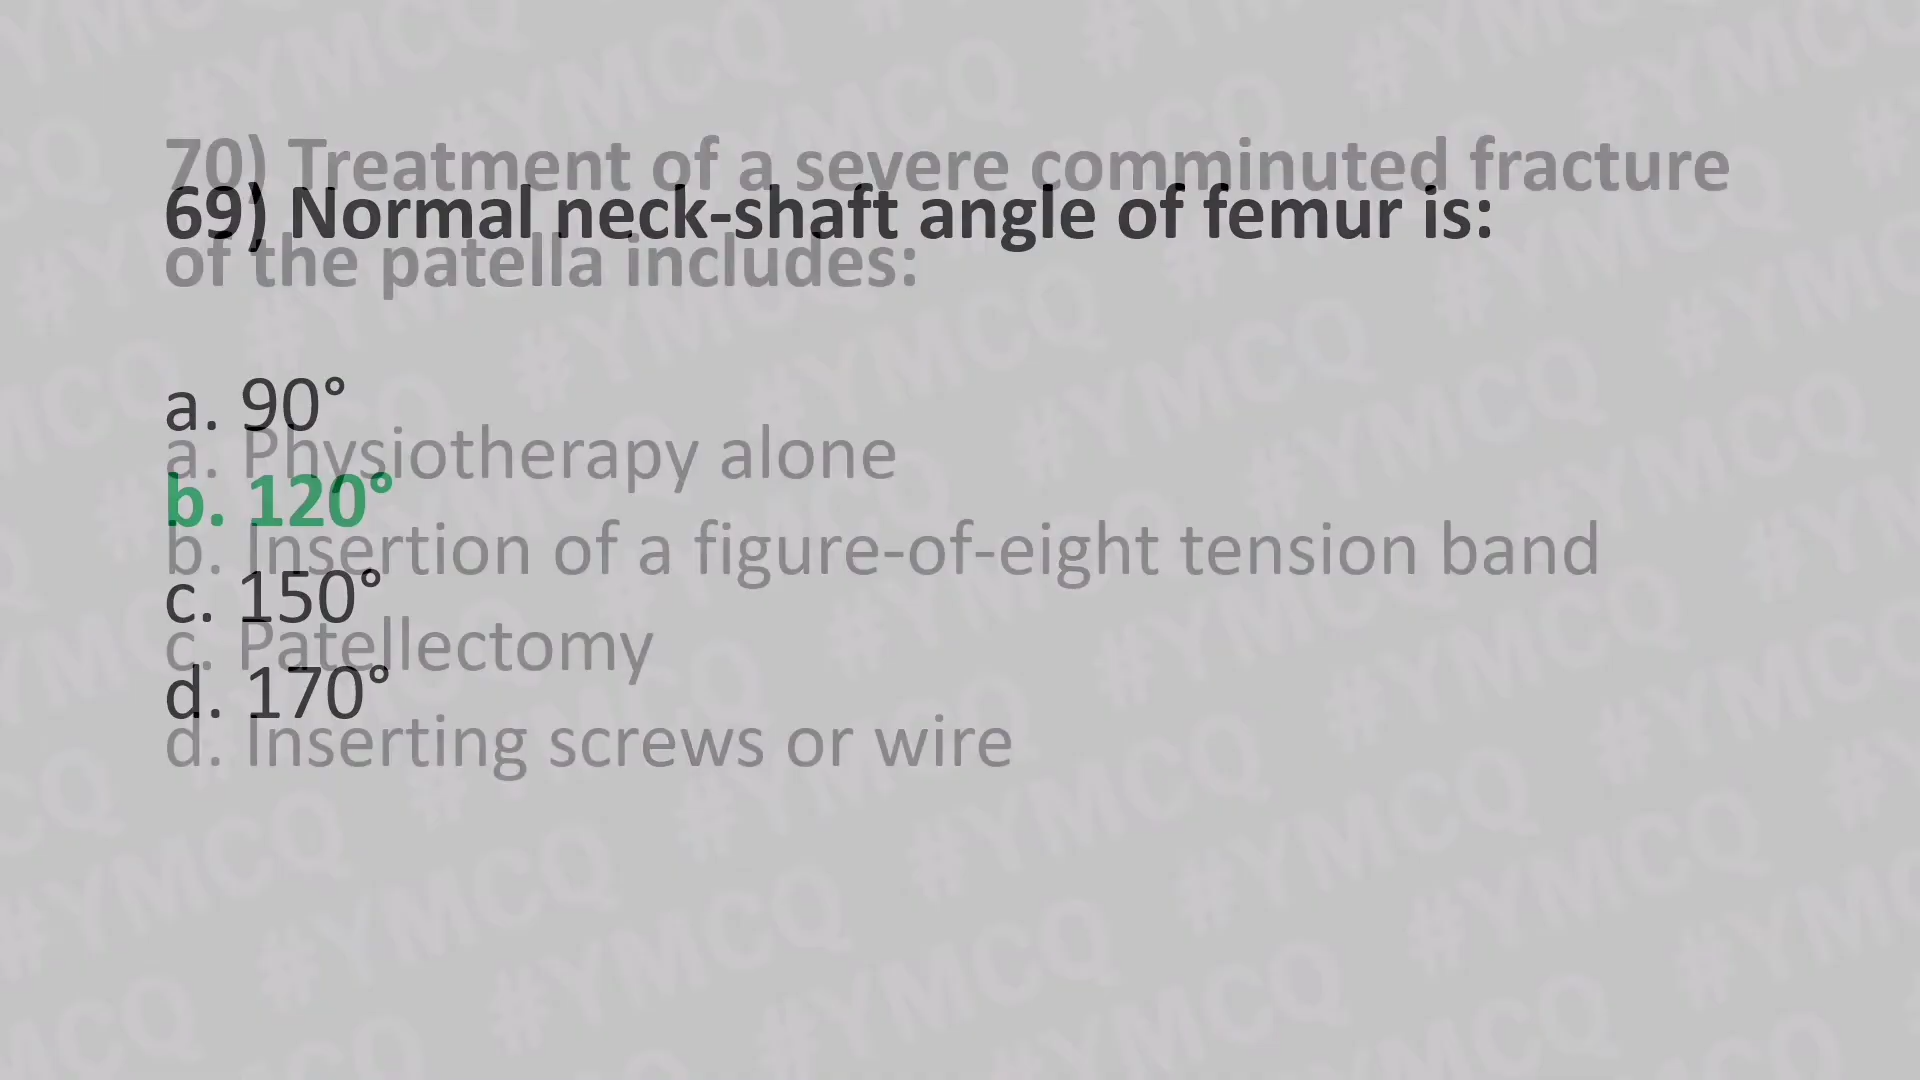 70) Treatment of a severe comminuted fracture
of the patella includes:
a. Physiotherapy alone
b. Insertion of a figure-of-eight tension band
c. Patellectomy
d. Inserting screws or wire
69) Normal neck-shaft angle of femur is:
a. 90°
b. 120°
c. 150°
d. 170°
#YMCQ